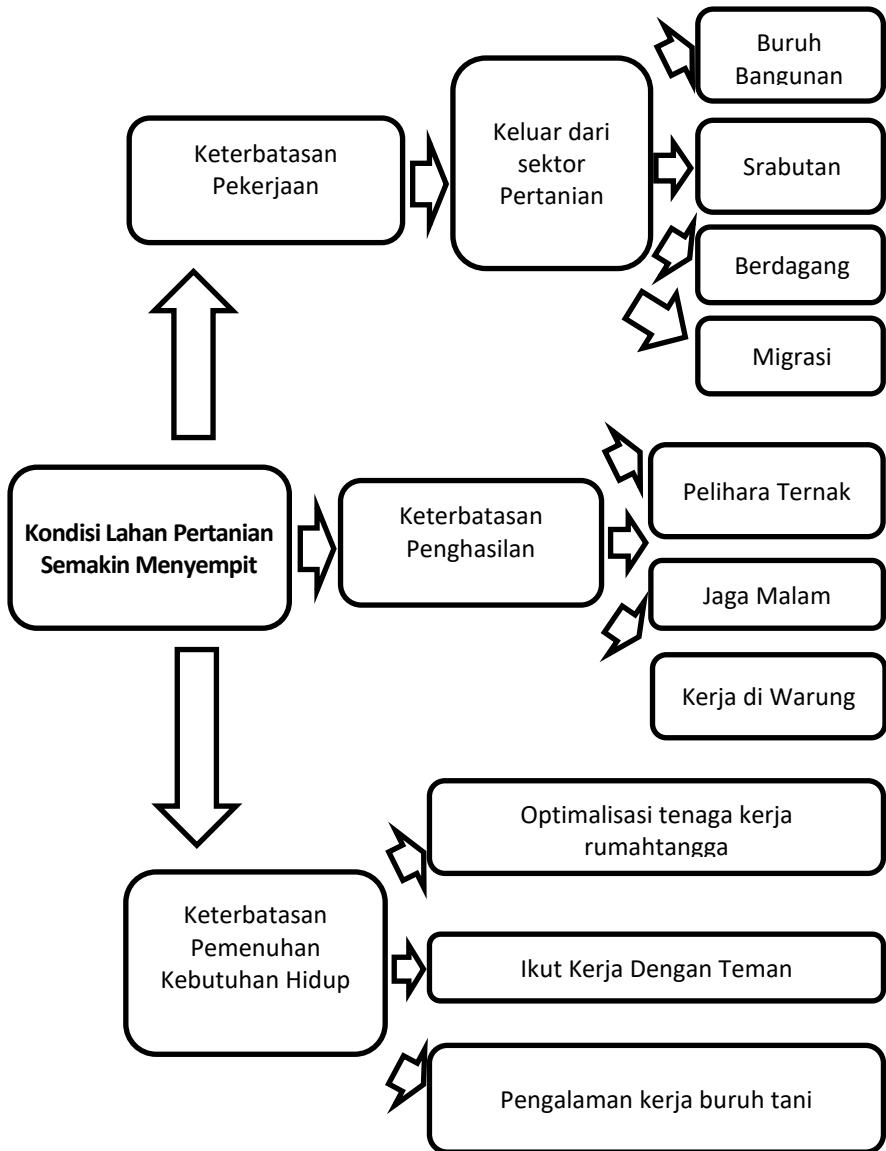 Buruh
Bangunan
Keterbatasan
Pekerjaan
Keluar dari
sektor
Pertanian
Srabutan
Berdagang
Migrasi
Kondisi Lahan Pertanian
Semakin Menyempit
Keterbatasan
Penghasilan
Pelihara Ternak
Jaga Malam
Kerja di Warung
Keterbatasan
Pemenuhan
Kebutuhan Hidup
Optimalisasi tenaga kerja
rumahtangga
Ikut Kerja Dengan Teman
Pengalaman kerja buruh tani